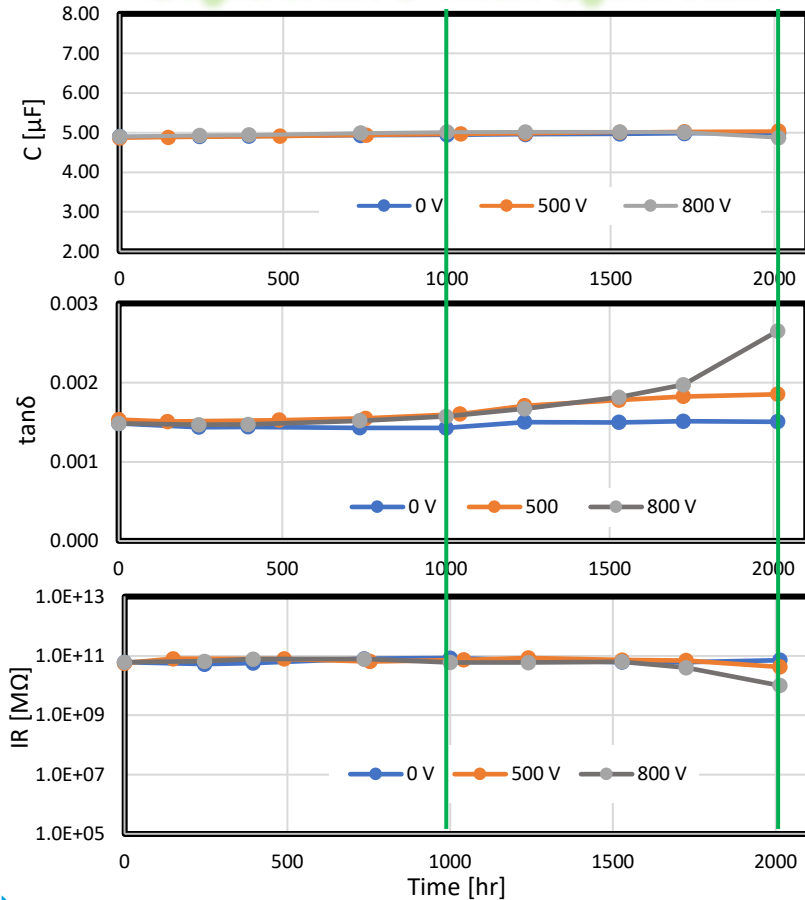 8.00
7.00
6.00
5.00
4.00
3.00
2.00
C [µF]
0 V 500 V 800 V
0 500 1000 1500 2000
0.003
0.002
0.001
0.000
tanδ
0 V 500 800 V
0 500 1000 1500 2000
1.0E+13
1.0E+11
1.0E+09
1.0E+07
1.0E+05
IR [MΩ]
0 V 500 V 800 V
0 500 1000 1500 2000
Time [hr]